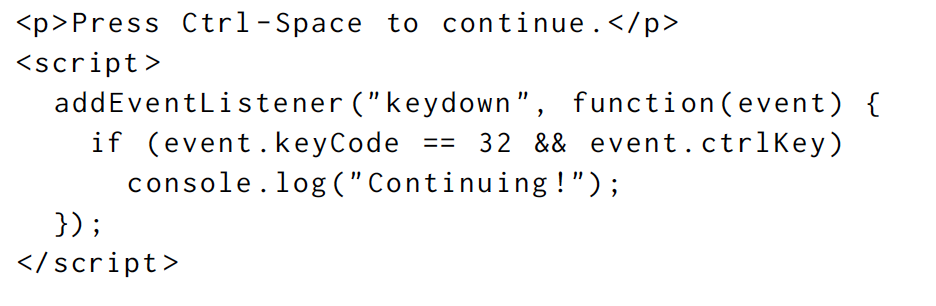 <p>Press Ctrl-Space to continue.</p>
<script>
  addEventListener("keydown", function(event) {
    if (event.keyCode == 32 && event.ctrlKey)
      console.log("Continuing!");
  });
</script>